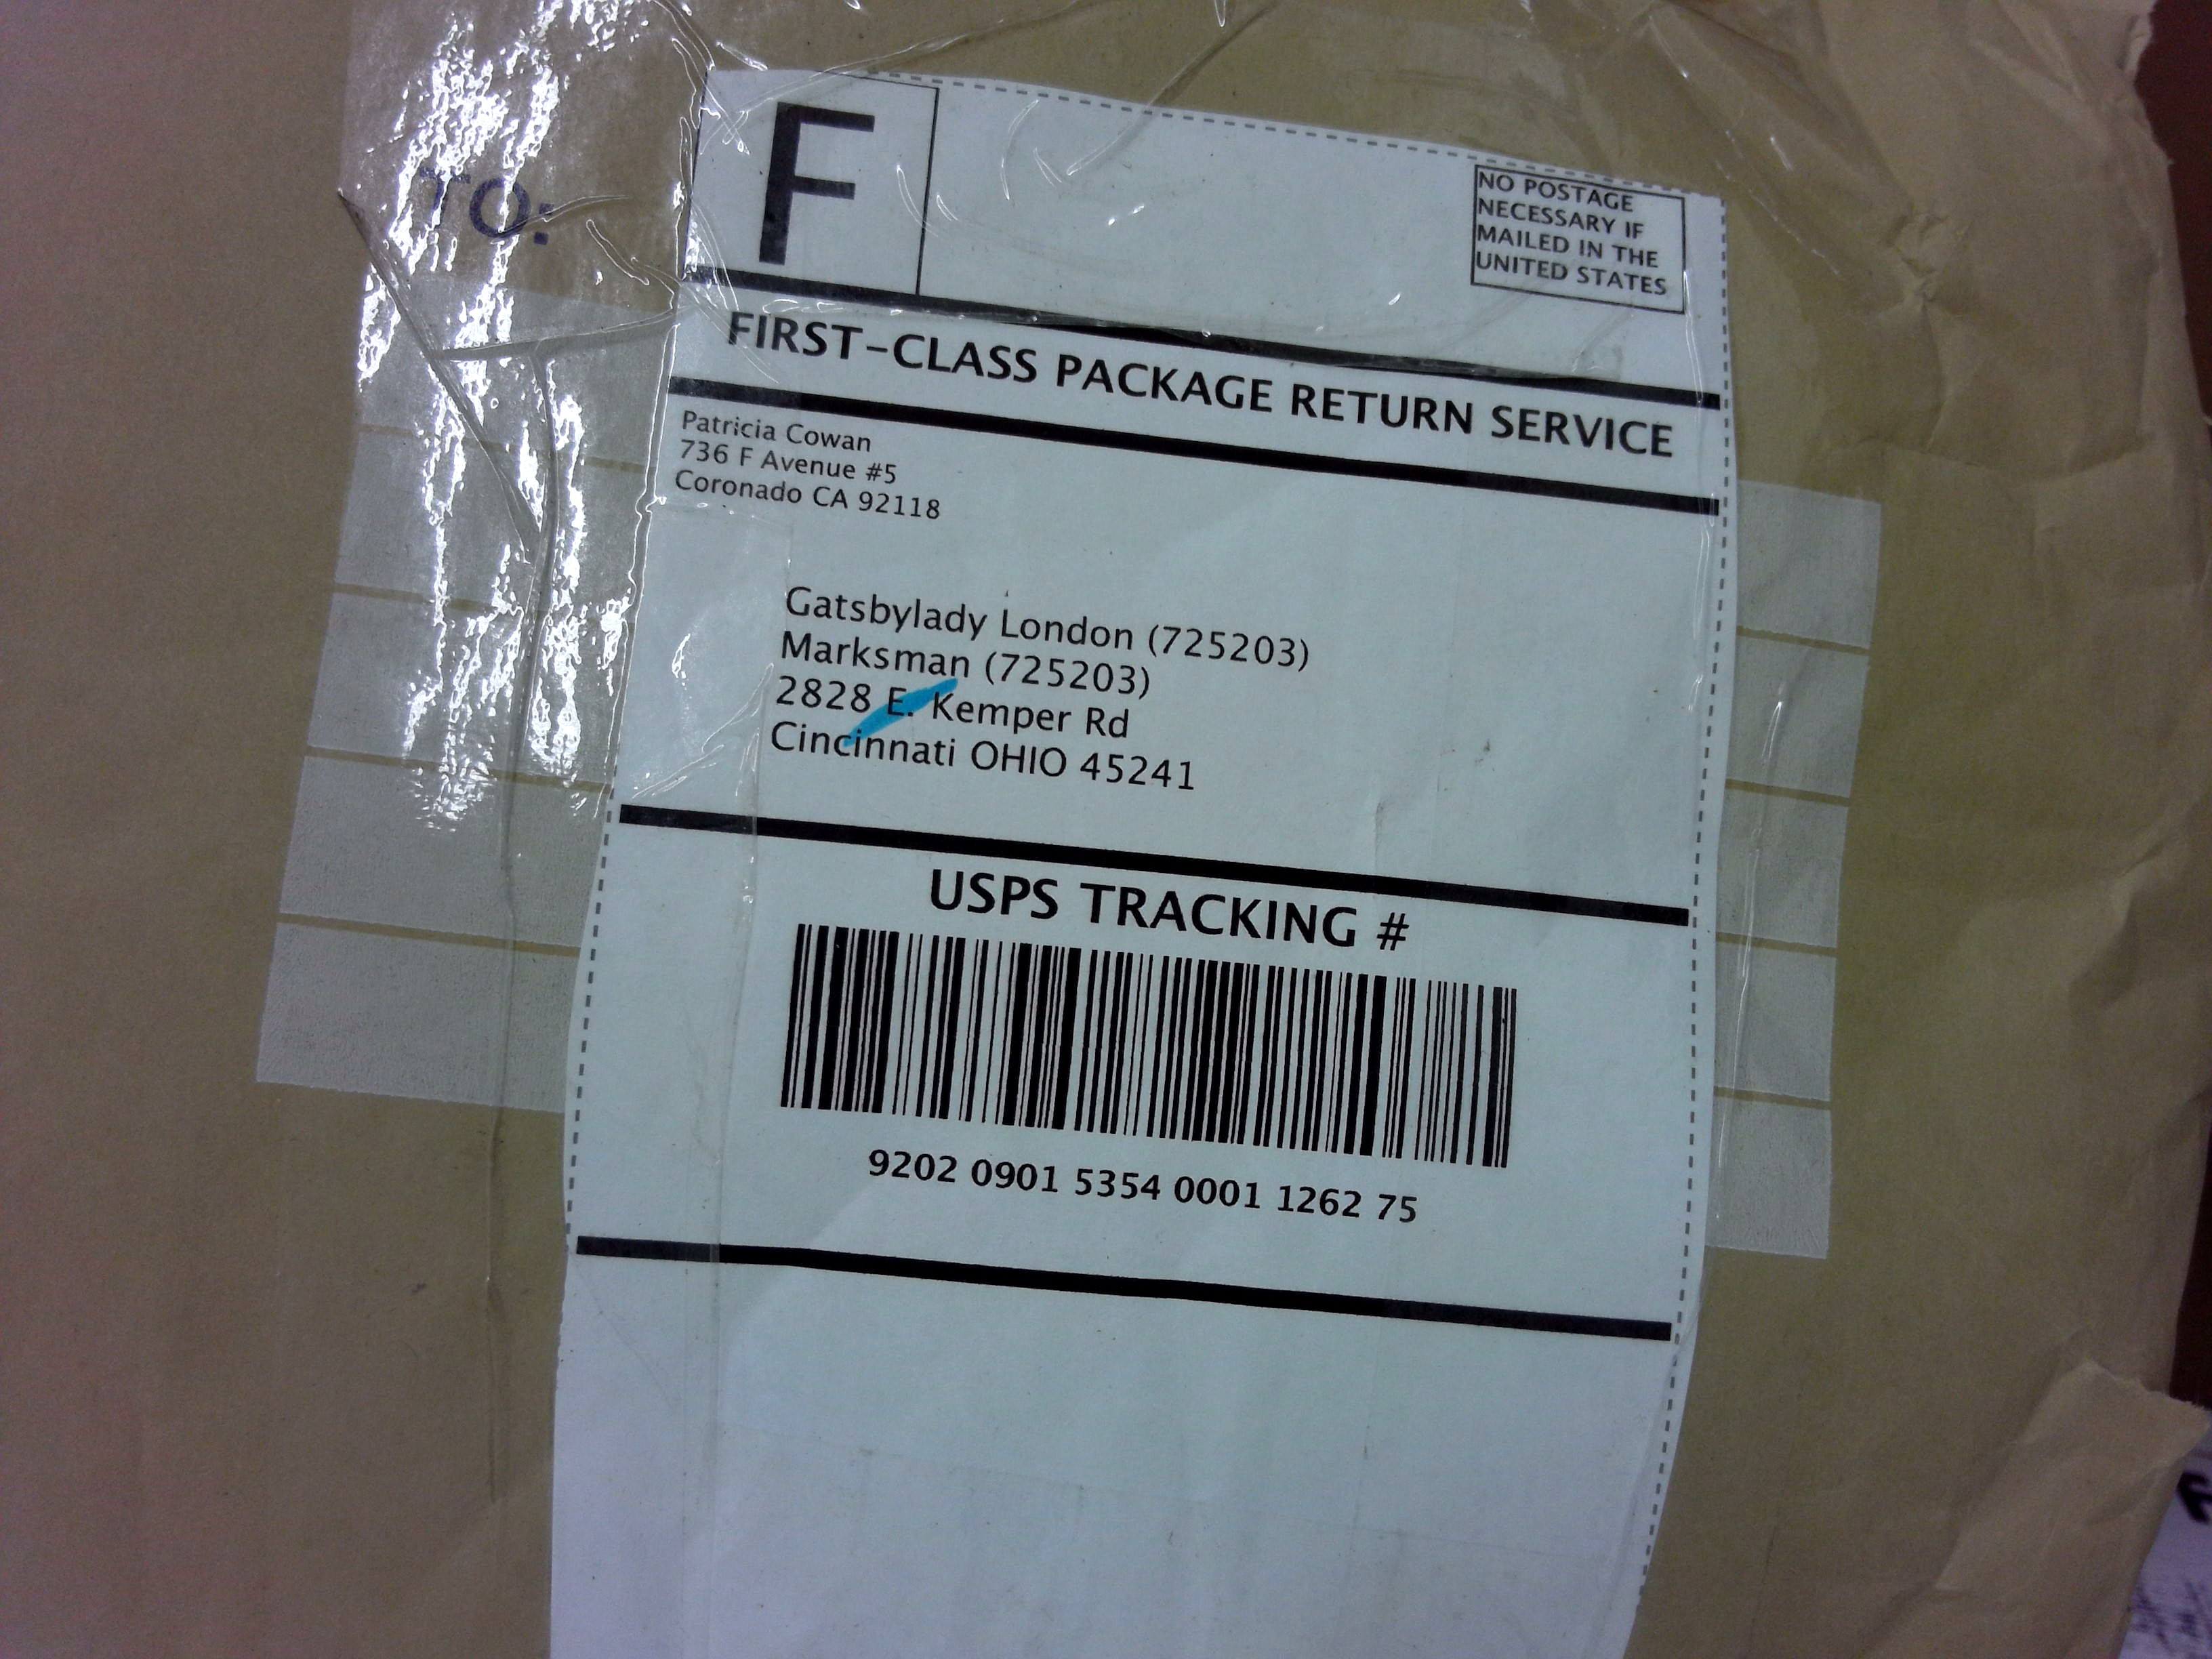 TO:
F
NO POSTAGE
NECESSARY IF
MAILED IN THE
UNITED STATES
FIRST-CLASS PACKAGE RETURN SERVICE
Patricia Cowan
736 F Avenue #5
Coronado CA 92118
Gatsbylady London (725203)
Marksman (725203)
2828 E. Kemper Rd
Cincinnati OHIO 45241
USPS TRACKING #
9202 0901 5354 0001 1262 75